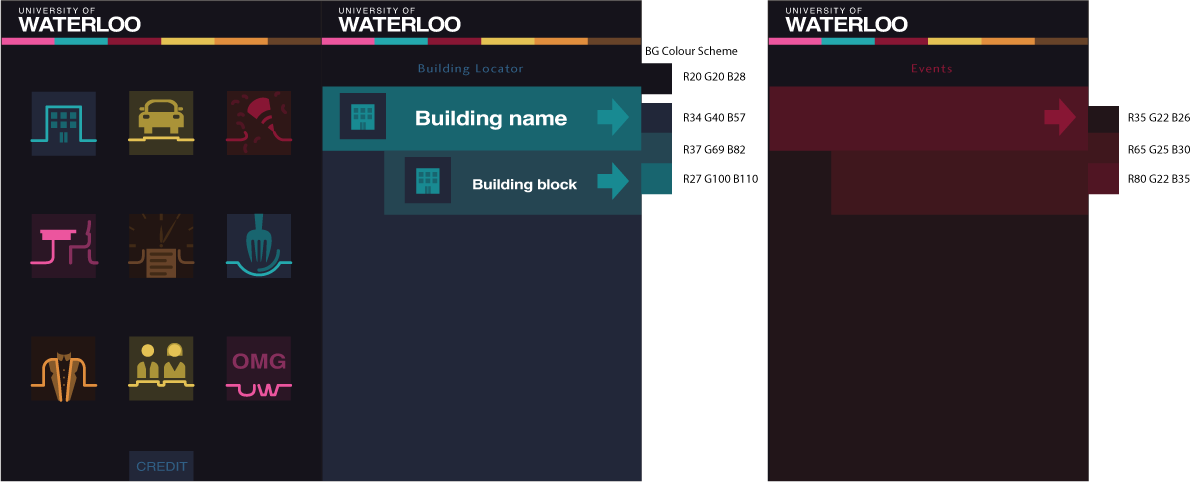 UNIVERSITY OF
WATERLOO
OMG
UW
CREDIT
UNIVERSITY OF
WATERLOO
Building Locator
Building name
Building block
BG Colour Scheme
R20 G20 B28
R34 G40 B57
R37 G69 B82
R27 G100 B110
UNIVERSITY OF
WATERLOO
Events
R35 G22 B26
R65 G25 B30
R80 G22 B35